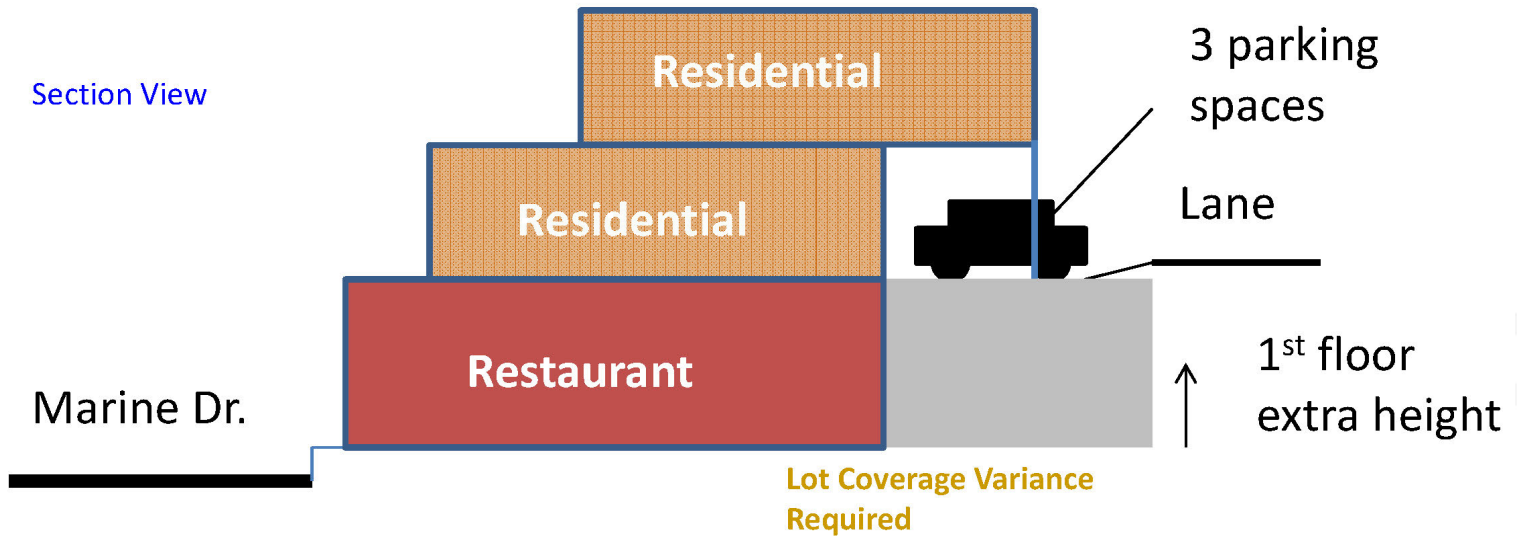 Section View
Residential
3 parking
spaces
Residential
Lane
Restaurant
1st floor
extra height
Marine Dr.
Lot Coverage Variance
Required